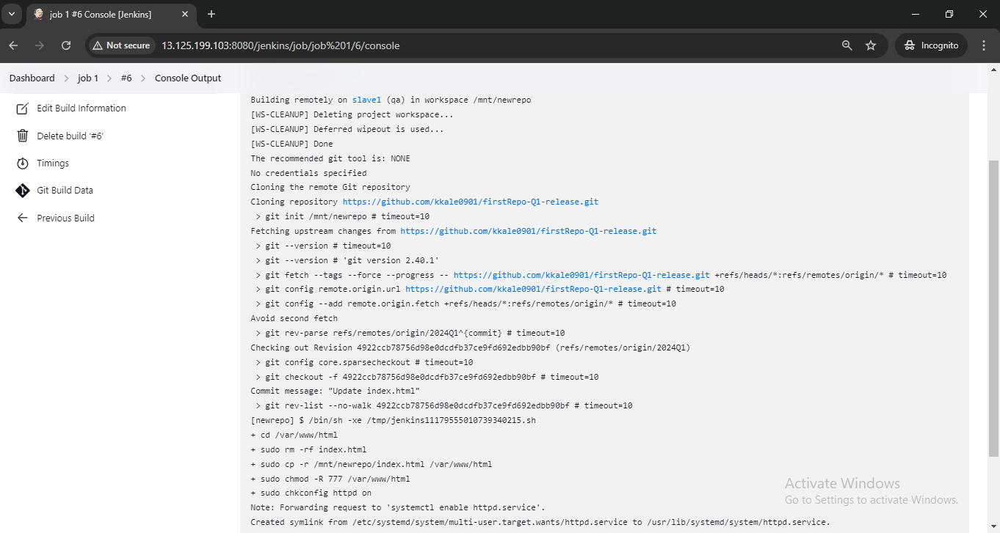 job 1 #6 Console [Jenkins]
Not secure 13.125.199.103:8080/jenkins/job/job%201/6/console
Incognito
Dashboard > job 1 > #6 > Console Output
Edit Build Information
Delete build ‘#6’
Timings
Git Build Data
Previous Build
Building remotely on slave1 (qa) in workspace /mnt/newrepo
[WS-CLEANUP] Deleting project workspace...
[WS-CLEANUP] Deferred wipeout is used...
[WS-CLEANUP] Done
The recommended git tool is: NONE
No credentials specified
Cloning the remote Git repository
Cloning repository https://github.com/kkale0901/firstRepo-Q1-release.git
 > git init /mnt/newrepo # timeout=10
Fetching upstream changes from https://github.com/kkale0901/firstRepo-Q1-release.git
 > git --version # timeout=10
 > git --version # 'git version 2.40.1'
 > git fetch --tags --force --progress -- https://github.com/kkale0901/firstRepo-Q1-release.git +refs/heads/*:refs/remotes/origin/* # timeout=10
 > git config remote.origin.url https://github.com/kkale0901/firstRepo-Q1-release.git # timeout=10
 > git config --add remote.origin.fetch +refs/heads/*:refs/remotes/origin/* # timeout=10
Avoid second fetch
 > git rev-parse refs/remotes/origin/2024Q1^{commit} # timeout=10
Checking out Revision 4922ccb78756d98e0dcdfb37ce9fd692edbb90bf (refs/remotes/origin/2024Q1)
 > git config core.sparsecheckout # timeout=10
 > git checkout -f 4922ccb78756d98e0dcdfb37ce9fd692edbb90bf # timeout=10
Commit message: "Update index.html"
 > git rev-list --no-walk 4922ccb78756d98e0dcdfb37ce9fd692edbb90bf # timeout=10
[newrepo] $ /bin/sh -xe /tmp/jenkins11179555010739340215.sh
+ cd /var/www/html
+ sudo rm -rf index.html
+ sudo cp -r /mnt/newrepo/index.html /var/www/html
+ sudo chmod -R 777 /var/www/html
+ sudo chkconfig httpd on
Note: Forwarding request to 'systemctl enable httpd.service'.
Created symlink from /etc/systemd/system/multi-user.target.wants/httpd.service to /usr/lib/systemd/system/httpd.service.
Activate Windows
Go to Settings to activate Windows.